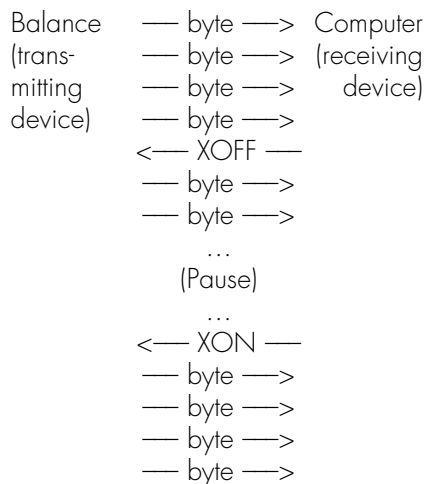 Balance — byte —> Computer
(trans- — byte —> (receiving
mitting — byte —> device)
device) — byte —>
<— XOFF —
— byte —>
— byte —>
...
(Pause)
...
<— XON —
— byte —>
— byte —>
— byte —>
— byte —>